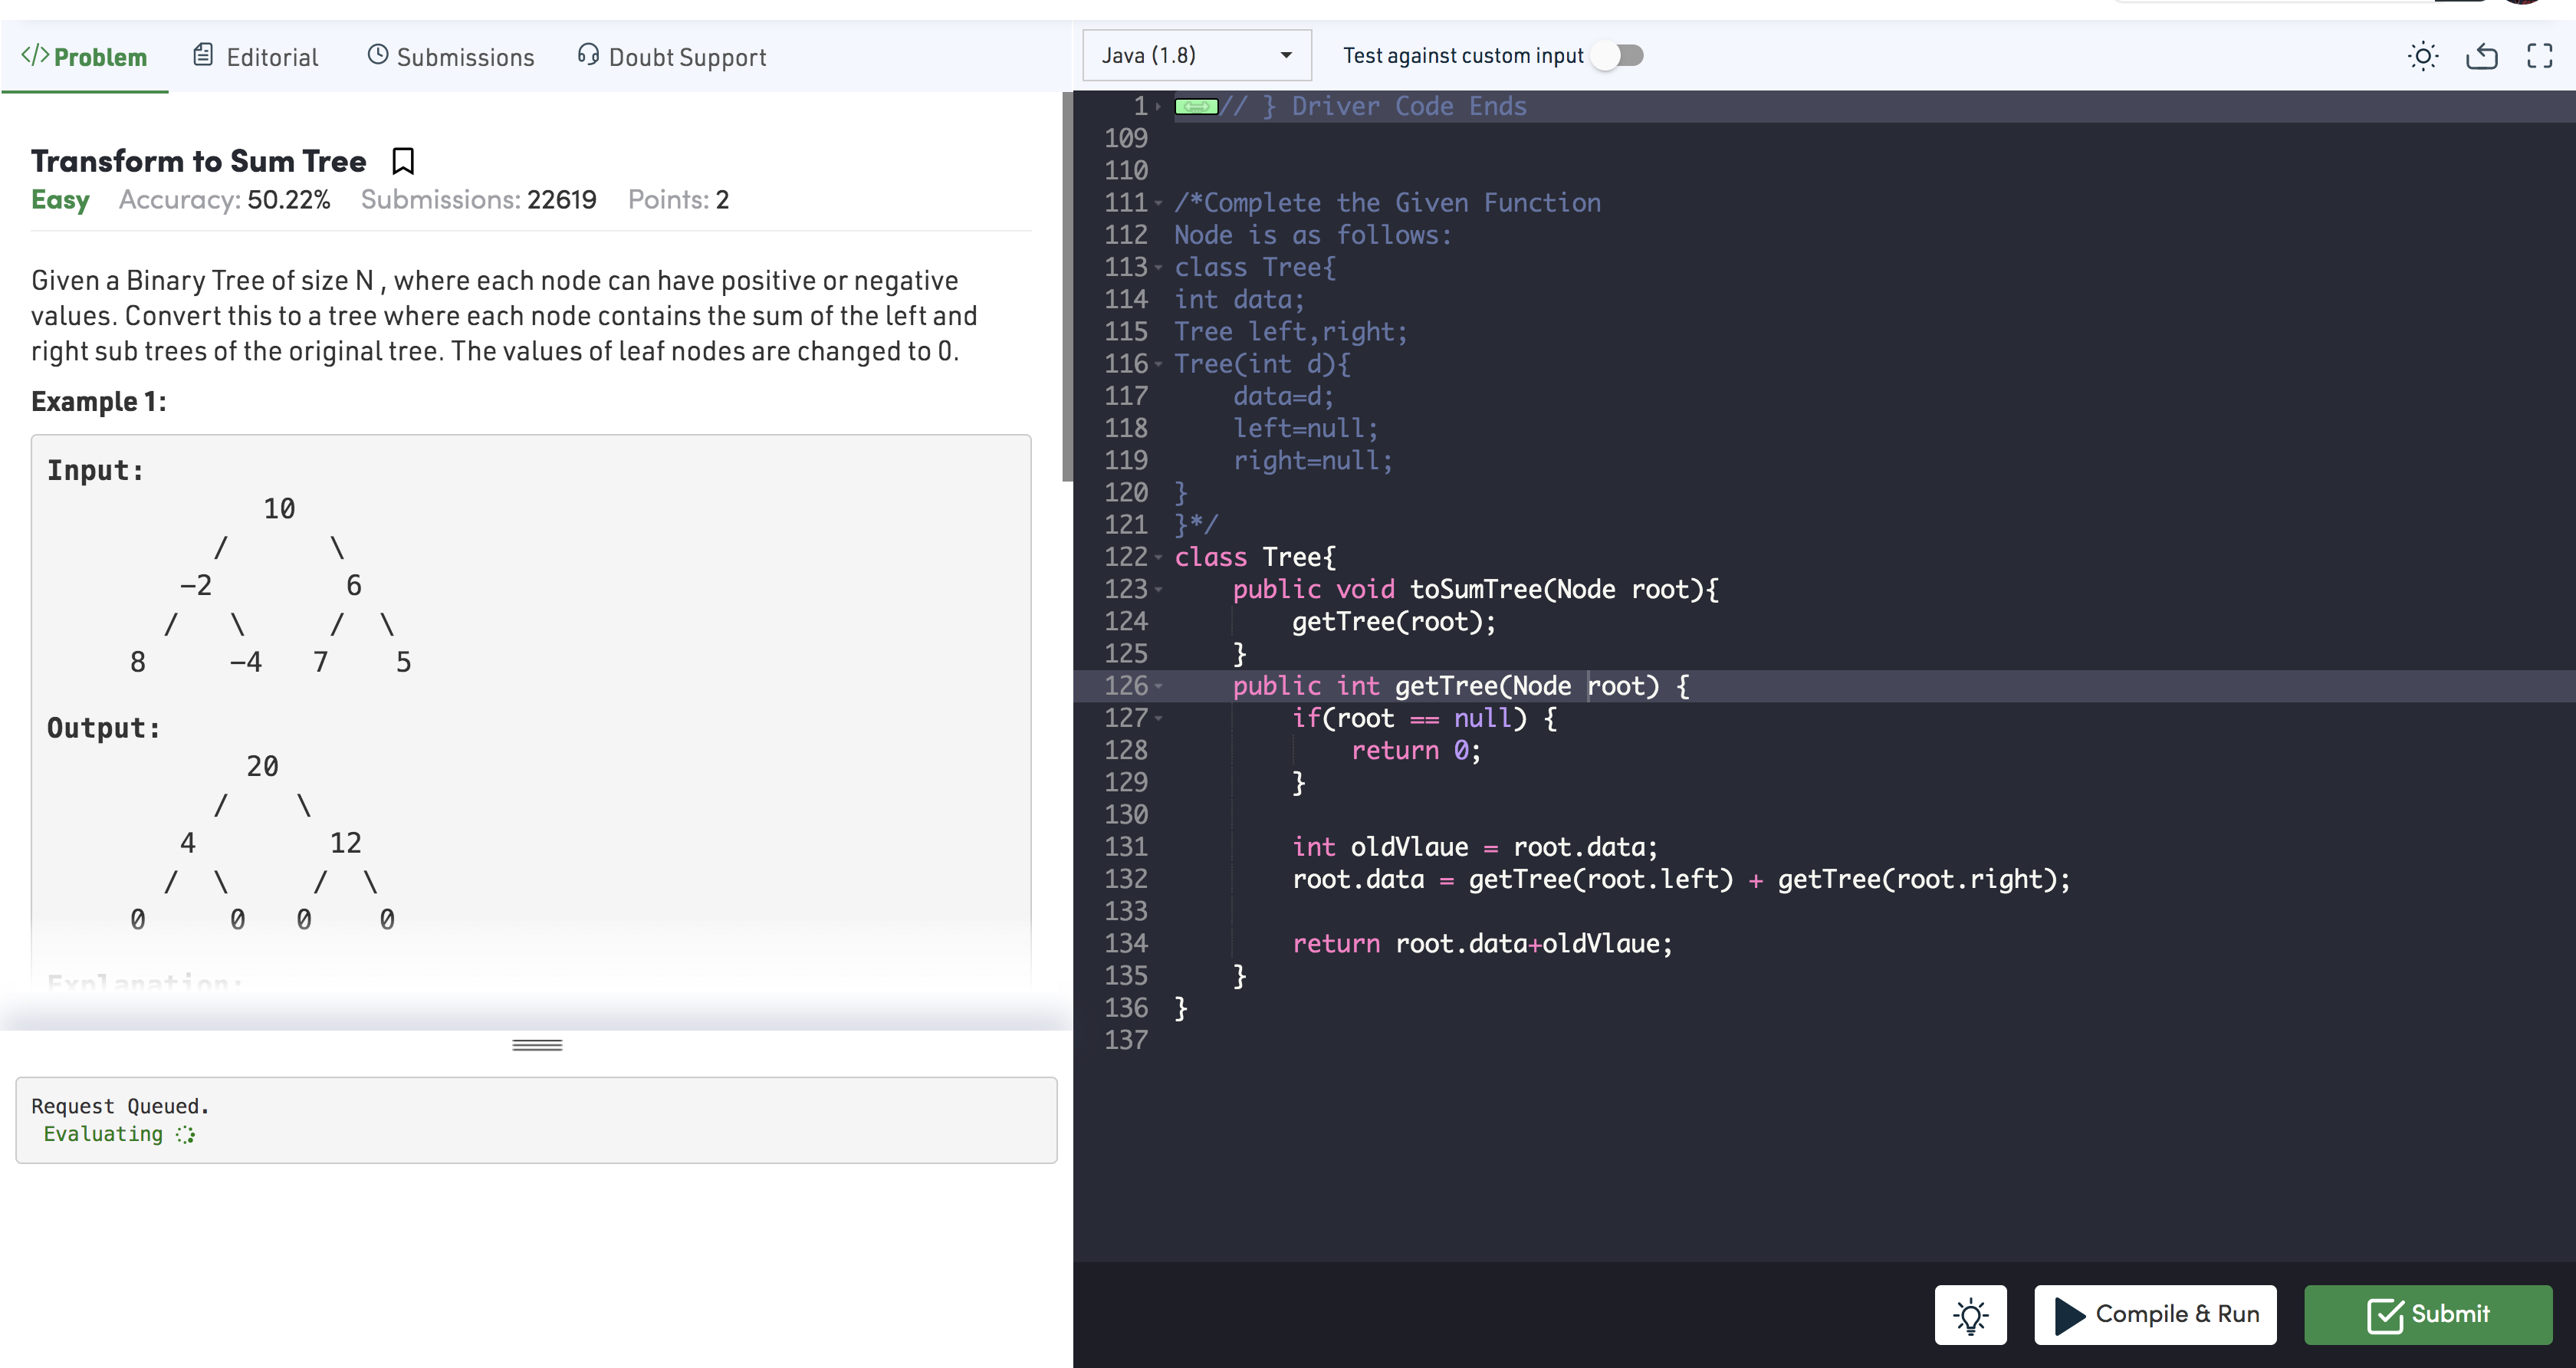 </> Problem Editorial Submissions Doubt Support
Transform to Sum Tree
Easy Accuracy: 50.22% Submissions: 22619 Points: 2
Given a Binary Tree of size N , where each node can have positive or negative
values. Convert this to a tree where each node contains the sum of the left and
right sub trees of the original tree. The values of leaf nodes are changed to 0.
Example 1:
Input:
10
/ \
-2 6
/ \ / \
8 -4 7 5
Output:
20
/ \
4 12
/ \ / \
0 0 0 0
Explanation:
Request Queued.
Evaluating
Java (1.8) Test against custom input
1 // } Driver Code Ends
109
110
111 /*Complete the Given Function
112 Node is as follows:
113 class Tree{
114 int data;
115 Tree left,right;
116 Tree(int d){
117 data=d;
118 left=null;
119 right=null;
120 }
121 }*/
122 class Tree{
123 public void toSumTree(Node root){
124 getTree(root);
125 }
126 public int getTree(Node root) {
127 if(root == null) {
128 return 0;
129 }
130
131 int oldVlaue = root.data;
132 root.data = getTree(root.left) + getTree(root.right);
133
134 return root.data+oldVlaue;
135 }
136 }
137
Compile & Run Submit